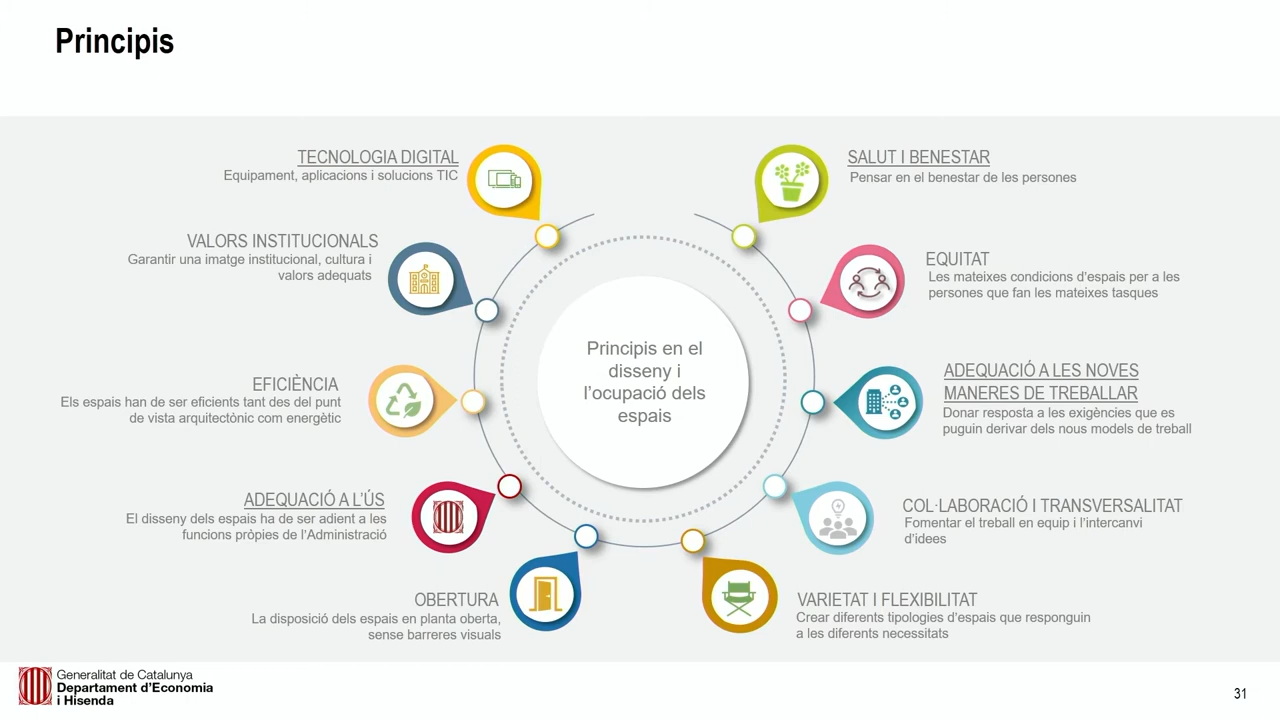 Principis
TECNOLOGIA DIGITAL
Equipament, aplicacions i solucions TIC
VALORS INSTITUCIONALS
Garantir una imatge institucional, cultura i
valors adequats
EFICIÈNCIA
Els espais han de ser eficients tant des del punt
de vista arquitectònic com energètic
ADEQUACIÓ A L'ÚS
El disseny dels espais ha de ser adient a les
funcions pròpies de l'Administració
OBERTURA
La disposició dels espais en planta oberta,
sense barreres visuals
Principis en el
disseny i
l'ocupació dels
espais
SALUT I BENESTAR
Pensar en el benestar de les persones
EQUITAT
Les mateixes condicions d'espais per a les
persones que fan les mateixes tasques
ADEQUACIÓ A LES NOVES
MANERES DE TREBALLAR
Donar resposta a les exigències que es
puguin derivar dels nous models de treball
COL·LABORACIÓ I TRANSVERSALITAT
Fomentar el treball en equip i l'intercanvi
d'idees
VARIETAT I FLEXIBILITAT
Crear diferents tipologies d'espais que responguin
a les diferents necessitats
Generalitat de Catalunya
Departament d'Economia
i Hisenda
31